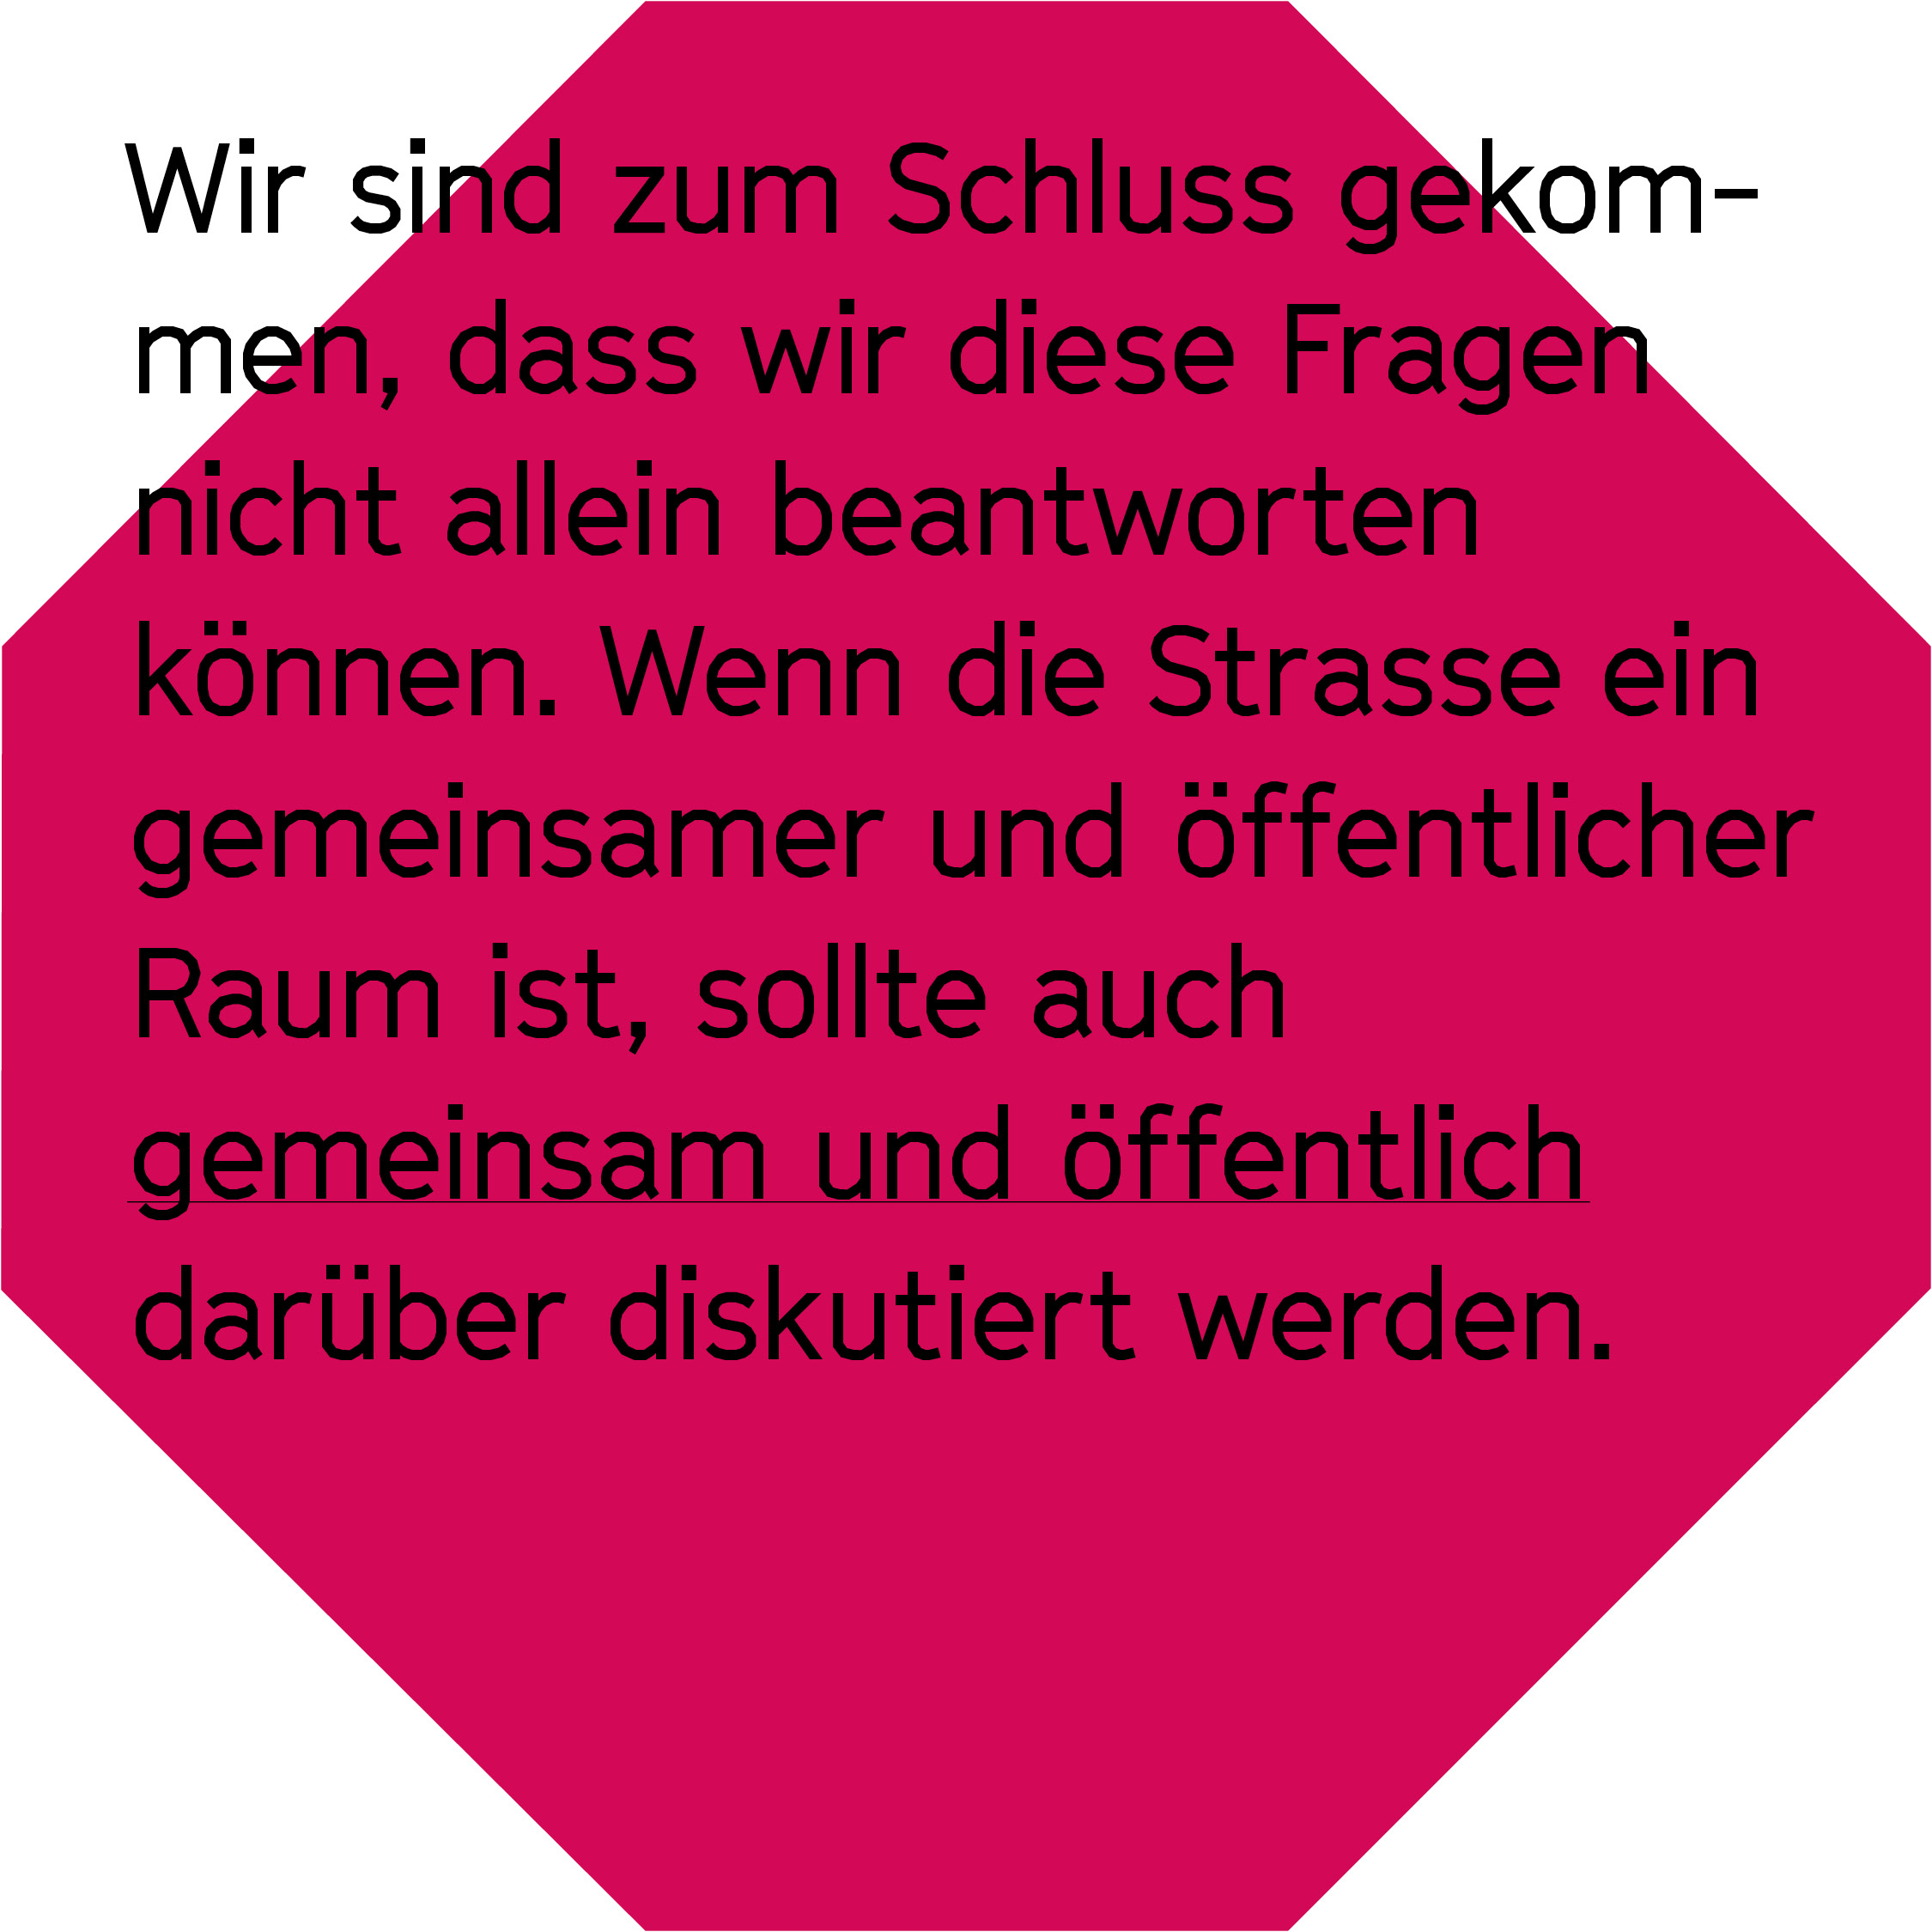 Wir sind zum Schluss gekom-
men, dass wir diese Fragen
nicht allein beantworten
können. Wenn die Strasse ein
gemeinsamer und öffentlicher
Raum ist, sollte auch
gemeinsam und öffentlich
darüber diskutiert werden.